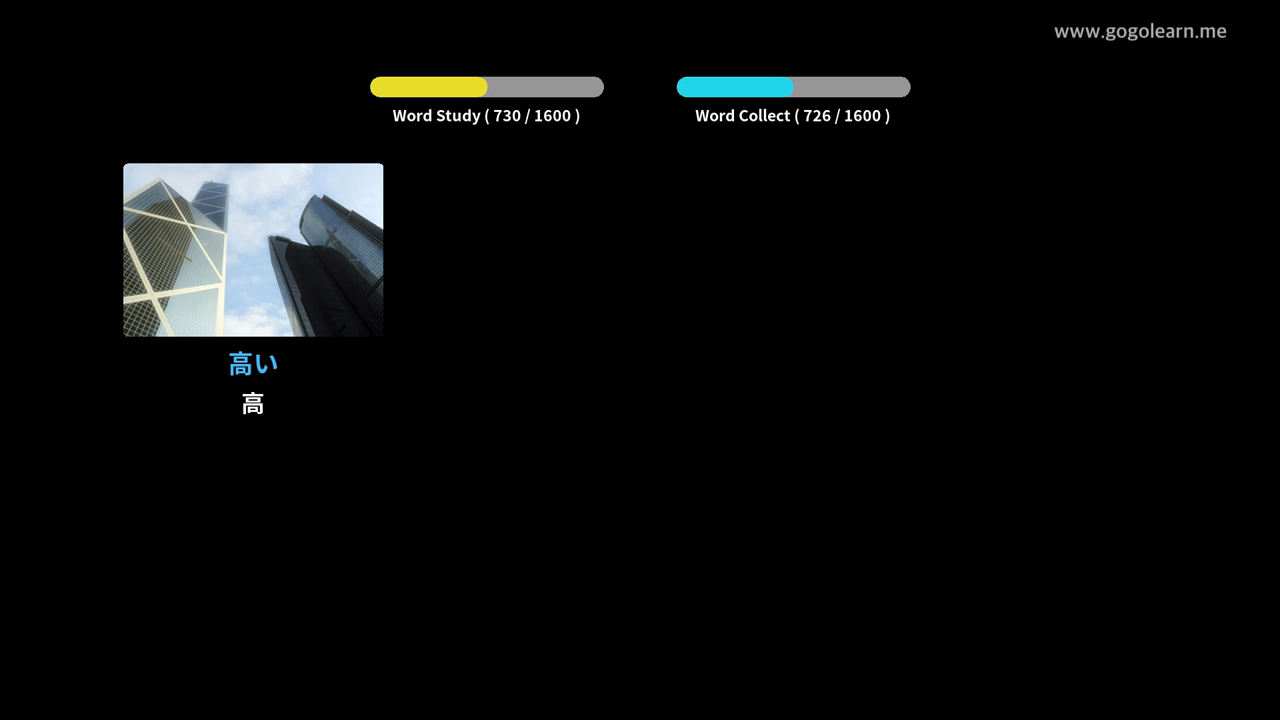 www.gogolearn.me
Word Study ( 730 / 1600 )
Word Collect ( 726 / 1600 )
高い
高